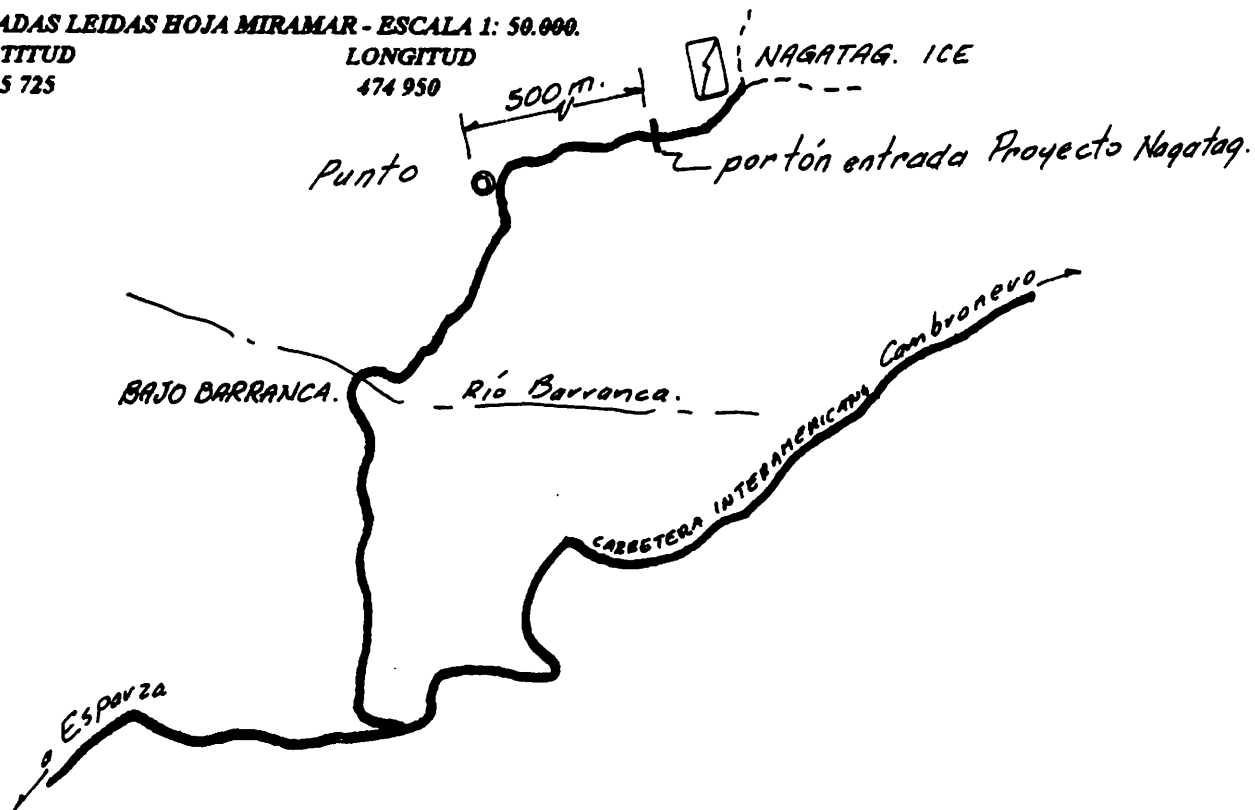 ADAS LEIDAS HOJA MIRAMAR - ESCALA 1: 50.000.
TITUD LONGITUD
5 725 474 950
NAGATAG. ICE
500 m.
portón entrada Proyecto Nagatag.
Punto
Cambronero
BAJO BARRANCA. Río Barranca.
CARRETERA INTERAMERICANA
a Esparza